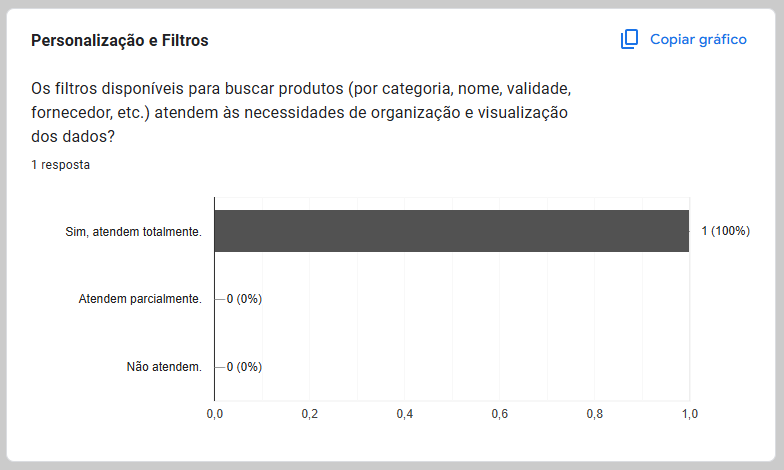 Personalização e Filtros
Copiar gráfico
Os filtros disponíveis para buscar produtos (por categoria, nome, validade,
fornecedor, etc.) atendem às necessidades de organização e visualização
dos dados?
1 resposta
Sim, atendem totalmente.
1 (100%)
Atendem parcialmente.
0 (0%)
Não atendem.
0 (0%)
0,0
0,2
0,4
0,6
0,8
1,0